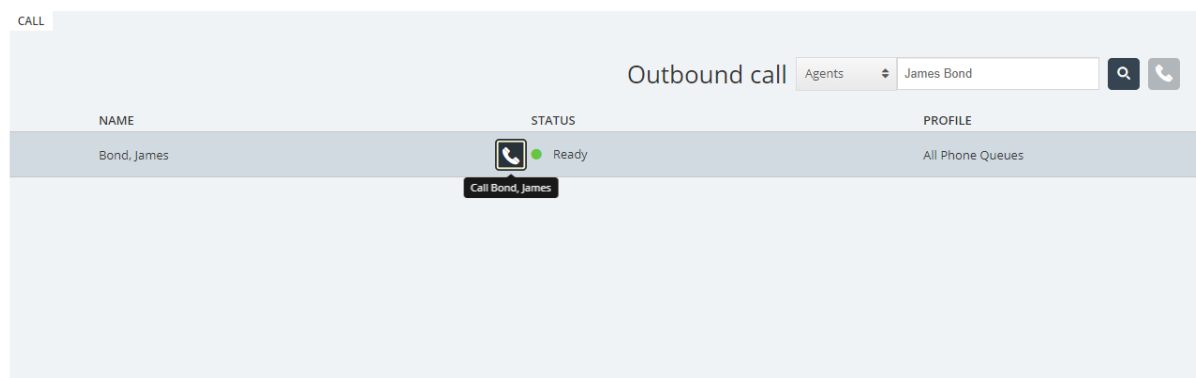 CALL
Outbound call Agents James Bond
NAME STATUS PROFILE
Bond, James Ready All Phone Queues
Call Bond, James